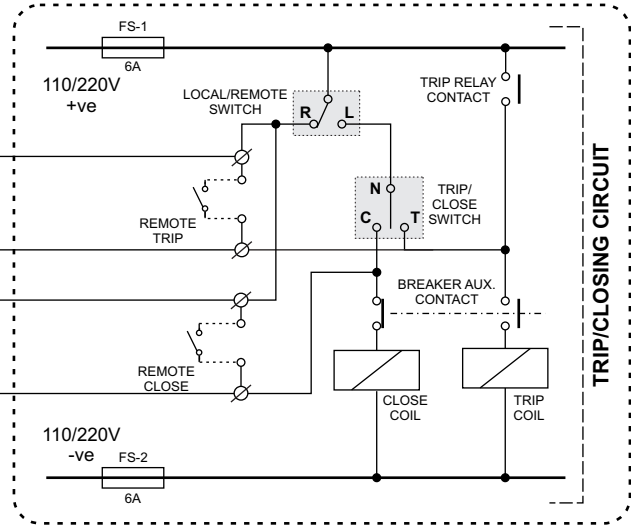 FS-1
6A
110/220V
+ve
LOCAL/REMOTE
SWITCH
R
L
TRIP RELAY
CONTACT
N
C
T
TRIP/
CLOSE
SWITCH
REMOTE
TRIP
BREAKER AUX.
CONTACT
REMOTE
CLOSE
CLOSE
COIL
TRIP
COIL
110/220V
-ve
FS-2
6A
TRIP/CLOSING CIRCUIT